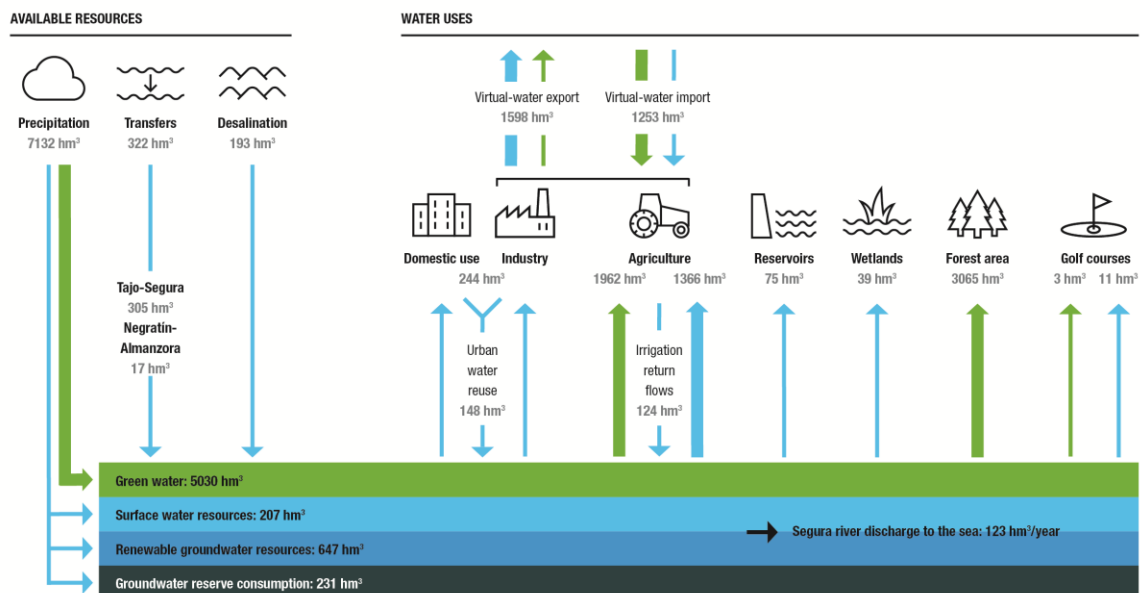 AVAILABLE RESOURCES
WATER USES
Precipitation
7132 hm³
Transfers
322 hm³
Desalination
193 hm³
Tajo-Segura
305 hm³
Negratín-
Almanzora
17 hm³
Virtual-water export
1598 hm³
Virtual-water import
1253 hm³
Domestic use
Industry
244 hm³
Agriculture
1962 hm³
1366 hm³
Reservoirs
75 hm³
Wetlands
39 hm³
Forest area
3065 hm³
Golf courses
3 hm³
11 hm³
Urban
water
reuse
148 hm³
Irrigation
return
flows
124 hm³
Green water: 5030 hm³
Surface water resources: 207 hm³
Segura river discharge to the sea: 123 hm³/year
Renewable groundwater resources: 647 hm³
Groundwater reserve consumption: 231 hm³